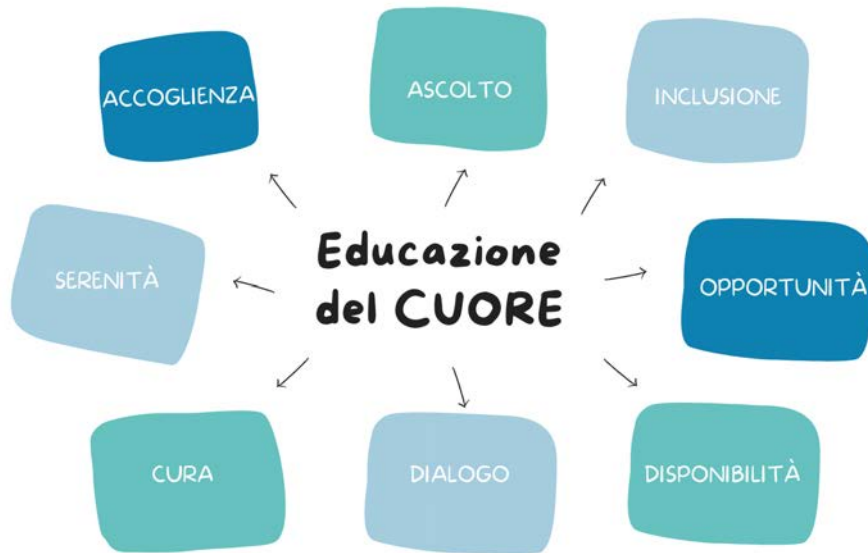 ACCOGLIENZA
ASCOLTO
INCLUSIONE
SERENITÀ
Educazione
del CUORE
OPPORTUNITÀ
CURA
DIALOGO
DISPONIBILITÀ